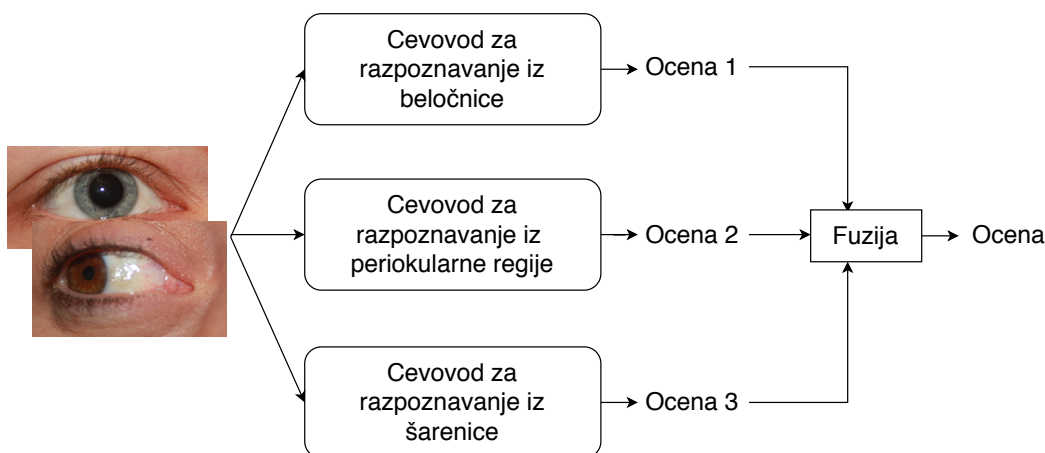 Cevovod za
razpoznavanje iz
beločnice
Ocena 1
Cevovod za
razpoznavanje iz
periokularne regije
Ocena 2
Fuzija
Ocena
Cevovod za
razpoznavanje iz
šarenice
Ocena 3